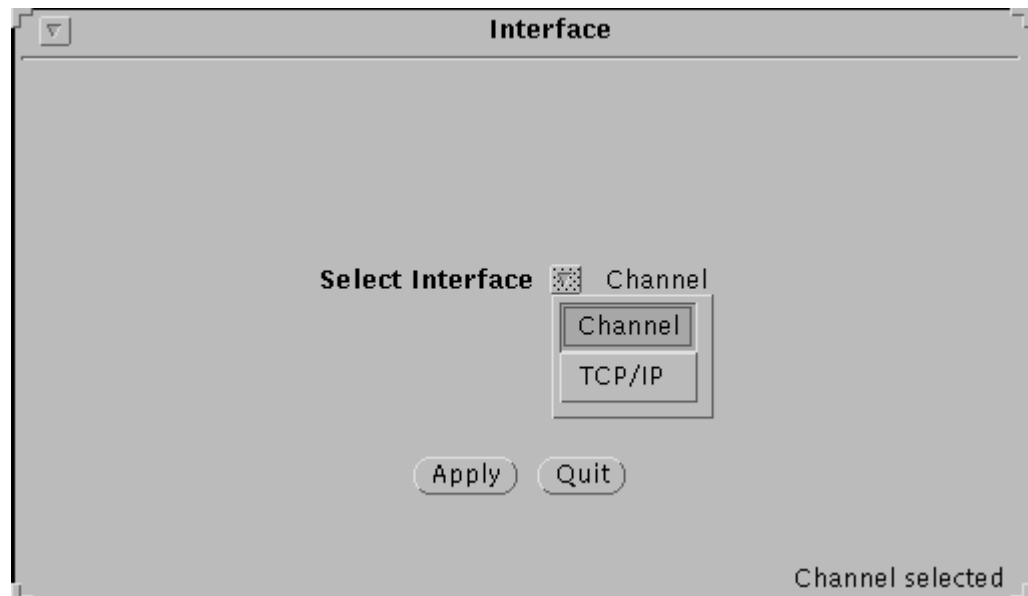 Interface
Select Interface Channel
Channel
TCP/IP
Apply Quit
Channel selected